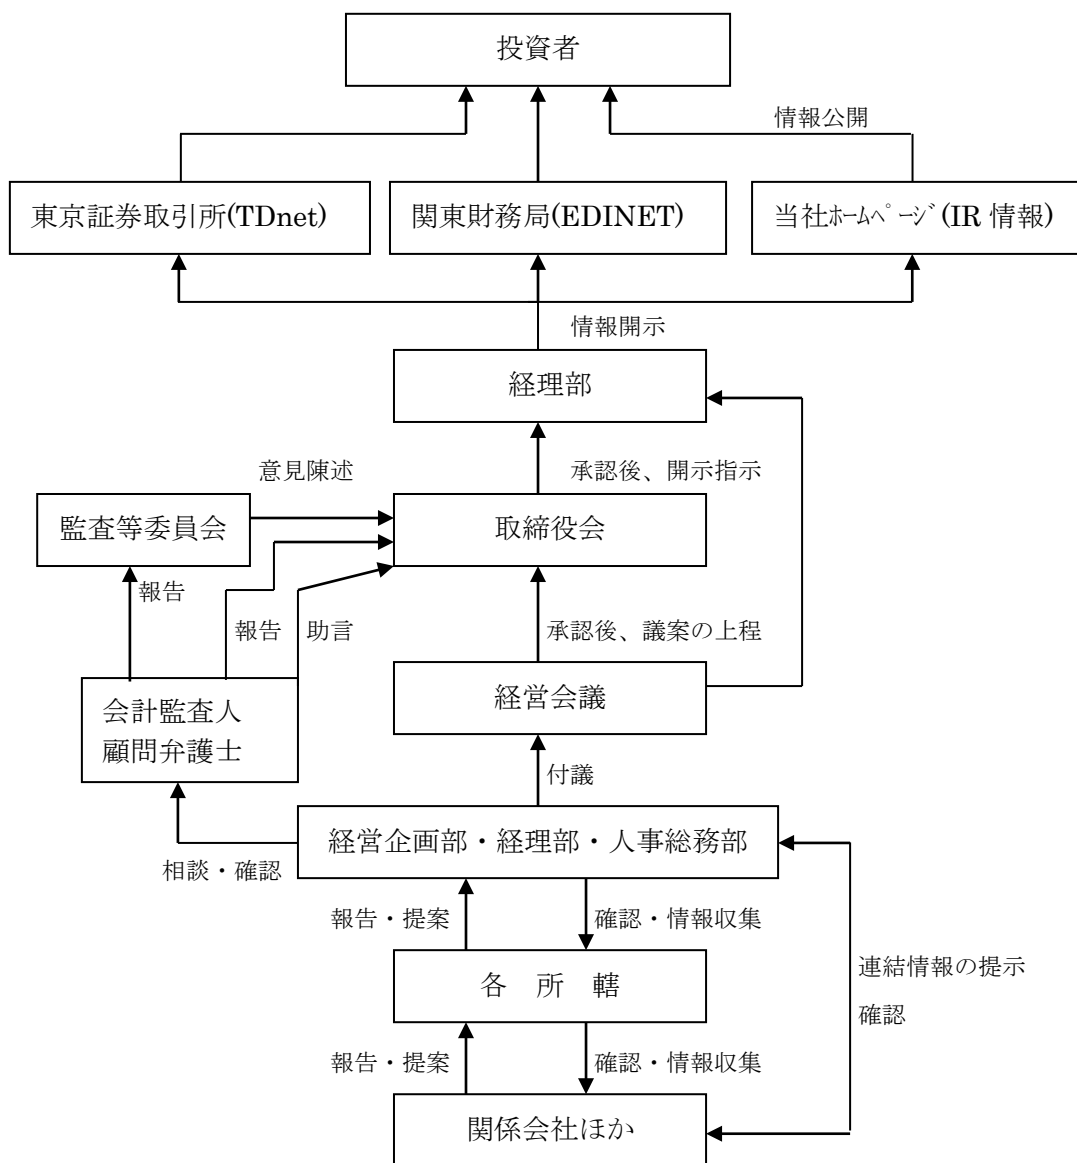 投資者
情報公開
東京証券取引所(TDnet)
関東財務局(EDINET)
当社ﾎｰﾑﾍﾟｰｼﾞ(IR 情報)
情報開示
経理部
意見陳述
承認後、開示指示
監査等委員会
取締役会
報告
報告
助言
承認後、議案の上程
会計監査人
顧問弁護士
経営会議
付議
経営企画部・経理部・人事総務部
相談・確認
報告・提案
確認・情報収集
連結情報の提示
確認
各　所　轄
報告・提案
確認・情報収集
関係会社ほか